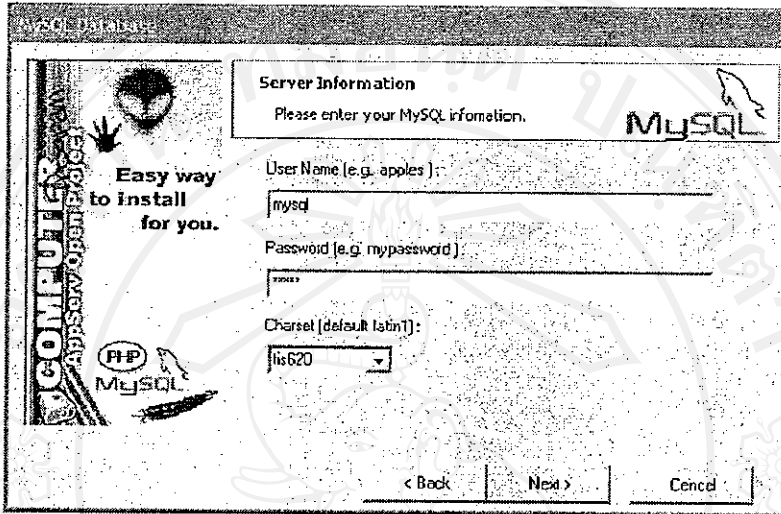 MySQL Database
Server Information
Please enter your MySQL infomation.
MySQL
COMPUTER
AppServ Open Project
Easy way
to install
for you.
User Name (e.g. apples ) :
mysql
Password (e.g. mypassword ) :
*****
Charset (default latin1) :
tis620
PHP
MySQL
< Back
Next >
Cancel